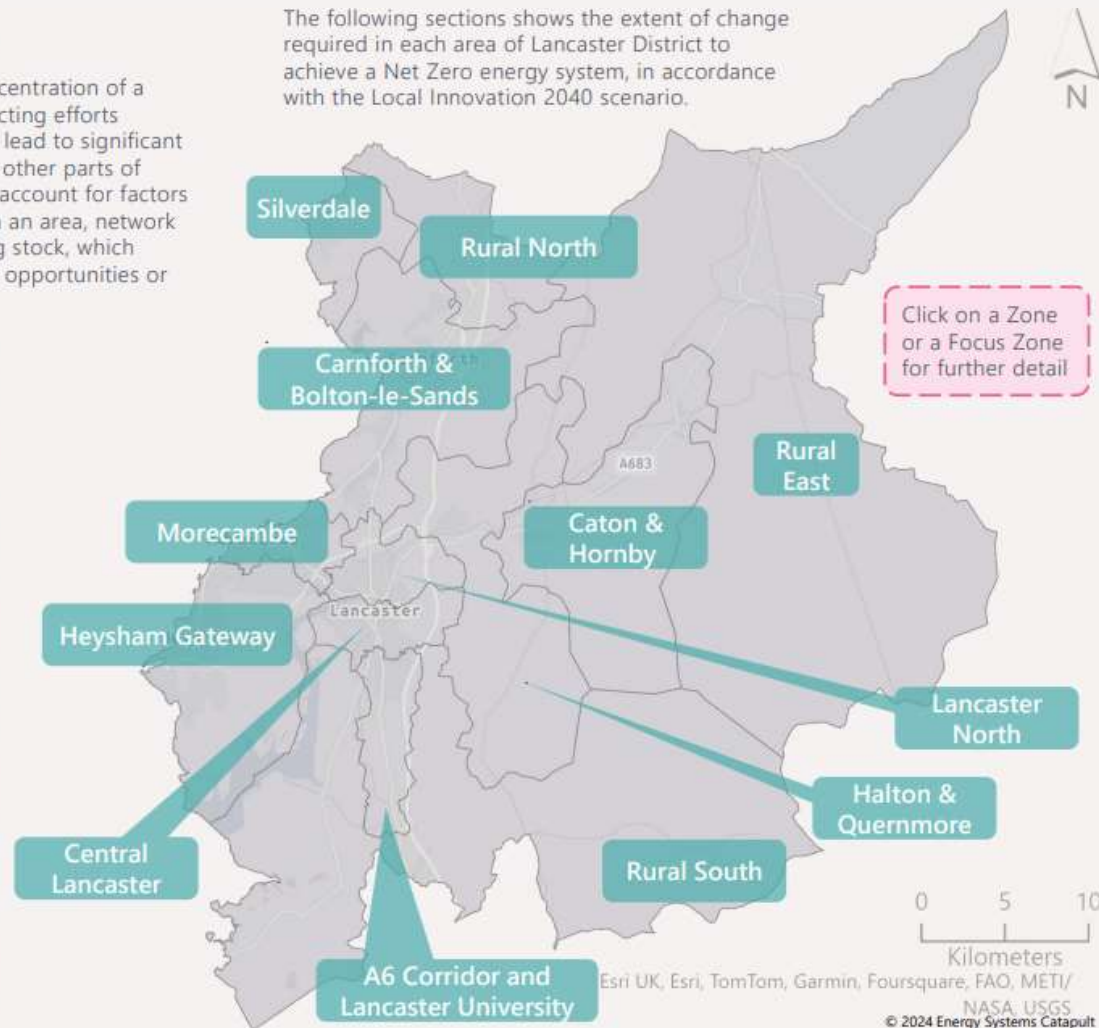 The following sections shows the extent of change
required in each area of Lancaster District to
achieve a Net Zero energy system, in accordance
with the Local Innovation 2040 scenario.
N
centration of a
cting efforts
lead to significant
other parts of
account for factors
an area, network
g stock, which
opportunities or
Silverdale
Rural North
Click on a Zone
or a Focus Zone
for further detail
Carnforth &
Bolton-le-Sands
Rural
East
A683
Morecambe
Caton &
Hornby
Lancaster
Heysham Gateway
Lancaster
North
Halton &
Quernmore
Central
Lancaster
Rural South
0 5 10
Kilometers
A6 Corridor and
Lancaster University
Esri UK, Esri, TomTom, Garmin, Foursquare, FAO, METI/
NASA, USGS
© 2024 Energy Systems Catapult